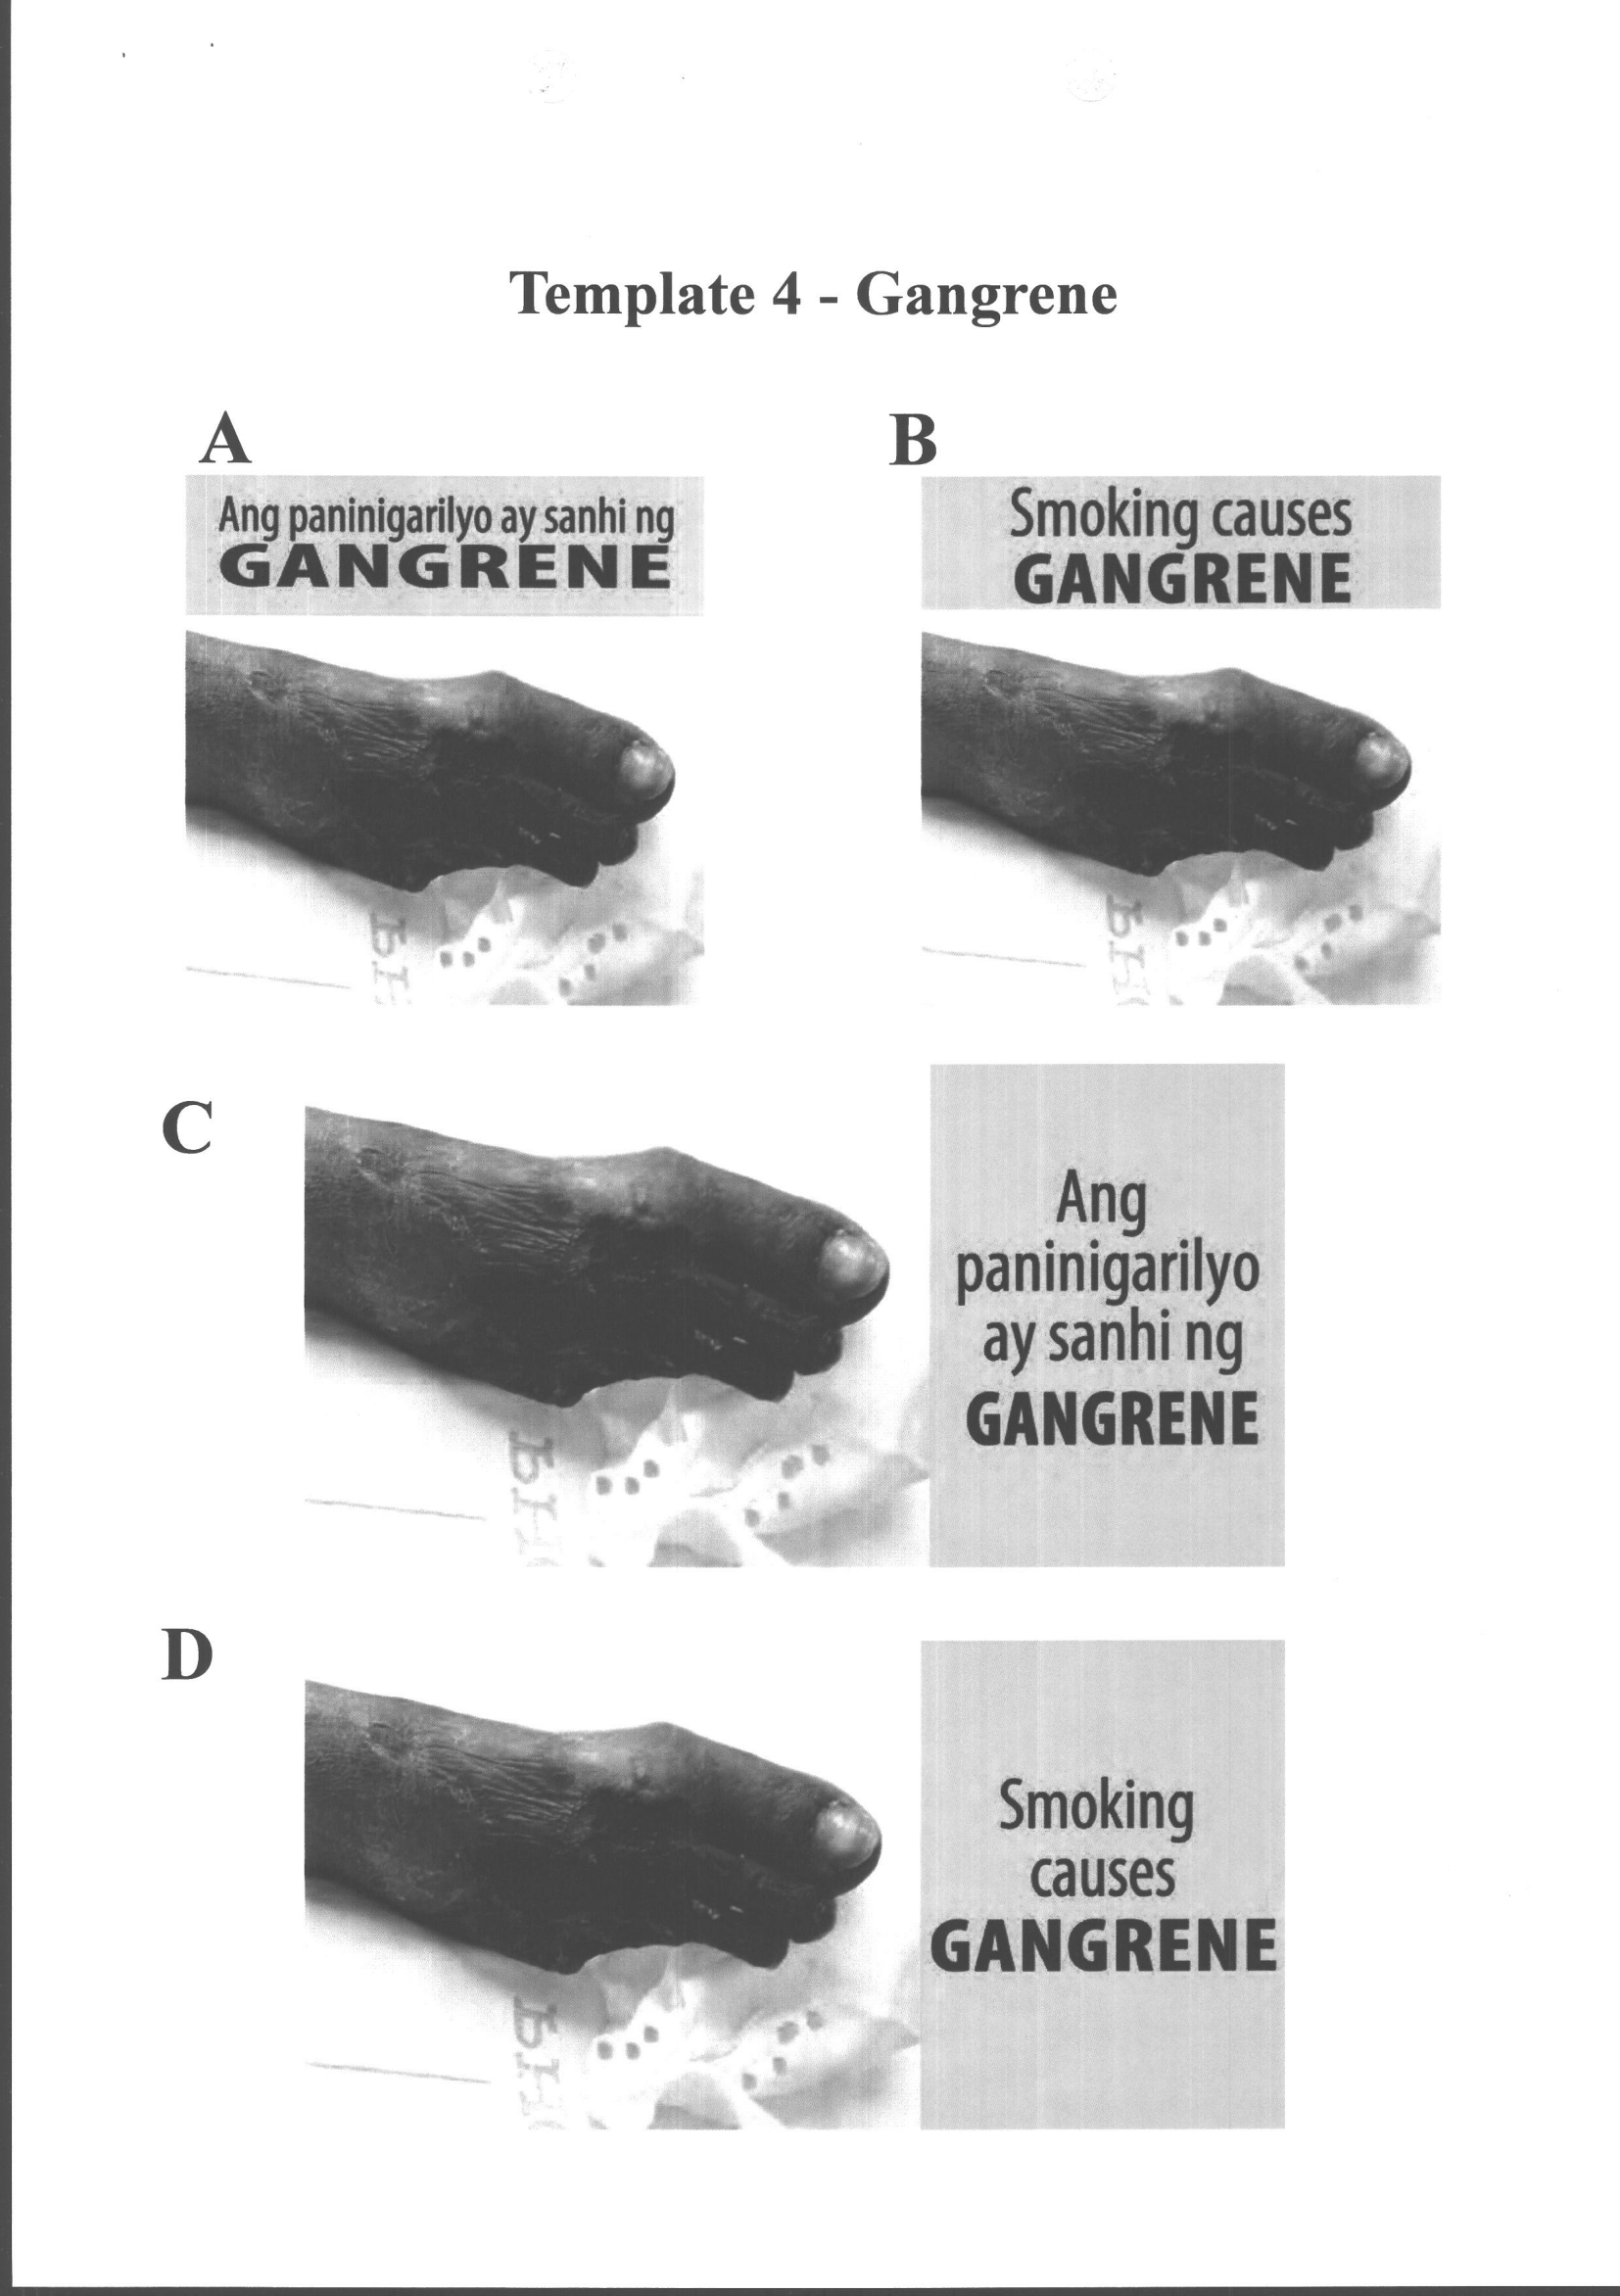 Template 4 - Gangrene
A
Ang paninigarilyo ay sanhi ng
GANGRENE
B
Smoking causes
GANGRENE
C
Ang
paninigarilyo
ay sanhi ng
GANGRENE
D
Smoking
causes
GANGRENE